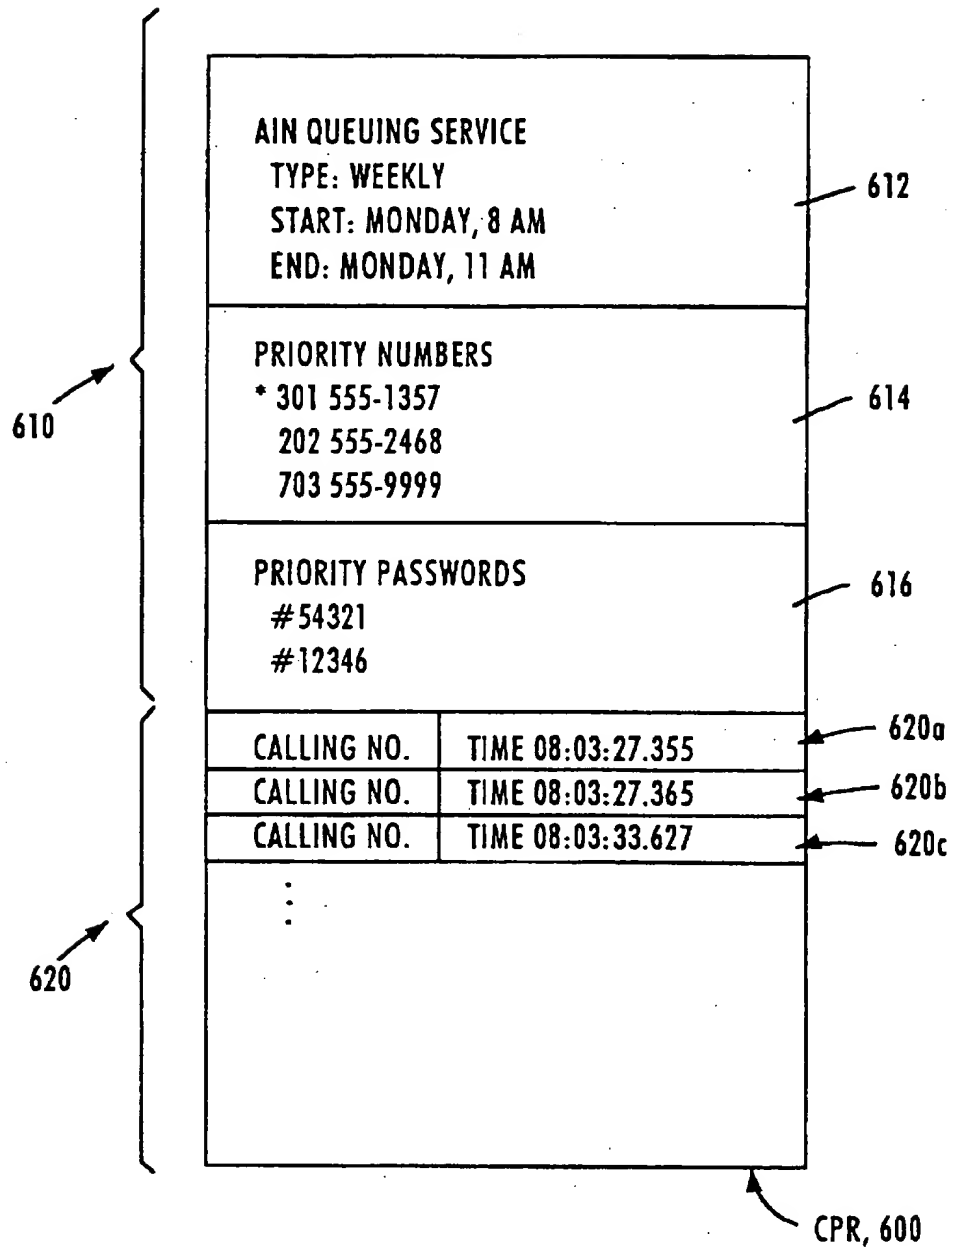 AIN QUEUING SERVICE
TYPE: WEEKLY
START: MONDAY, 8 AM
END: MONDAY, 11 AM
612
PRIORITY NUMBERS
* 301 555-1357
202 555-2468
703 555-9999
614
610
PRIORITY PASSWORDS
#54321
#12346
616
CALLING NO. TIME 08:03:27.355 620a
CALLING NO. TIME 08:03:27.365 620b
CALLING NO. TIME 08:03:33.627 620c
620
CPR, 600